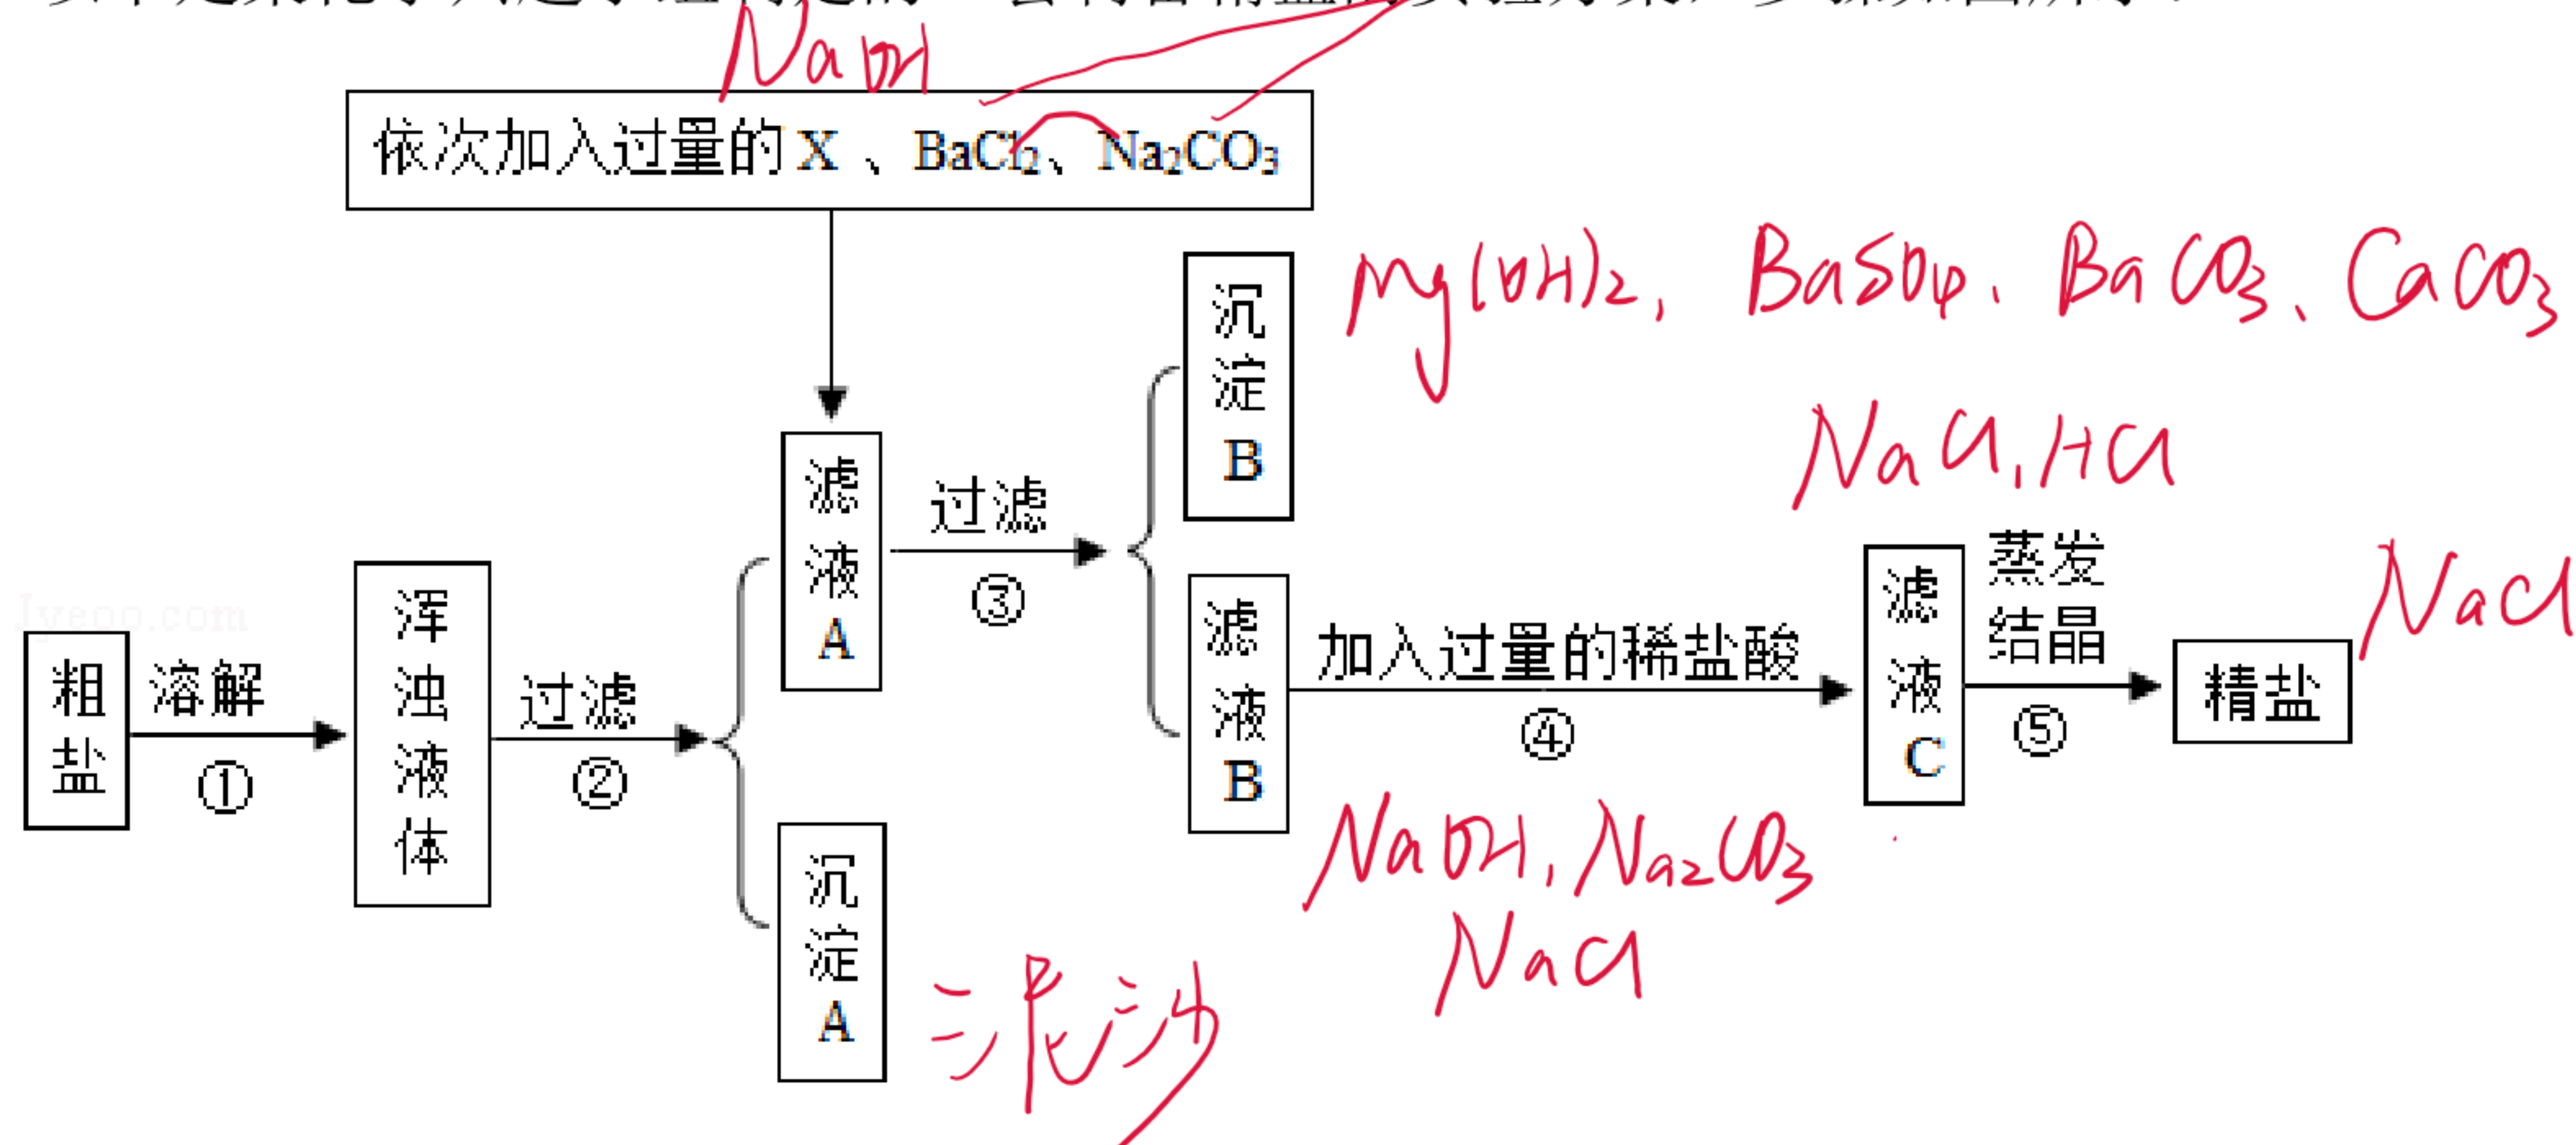 NaOH
依次加入过量的 X 、BaCl₂、Na₂CO₃
沉淀B
Mg(OH)₂, BaSO₄、BaCO₃、CaCO₃
滤液A
过滤
③
NaCl, HCl
Jyeoo.com
粗盐
溶解
①
浑浊液体
过滤
②
滤液B
加入过量的稀盐酸
④
滤液C
蒸发
结晶
⑤
精盐
NaCl
沉淀A
泥沙
NaOH, Na₂CO₃
NaCl